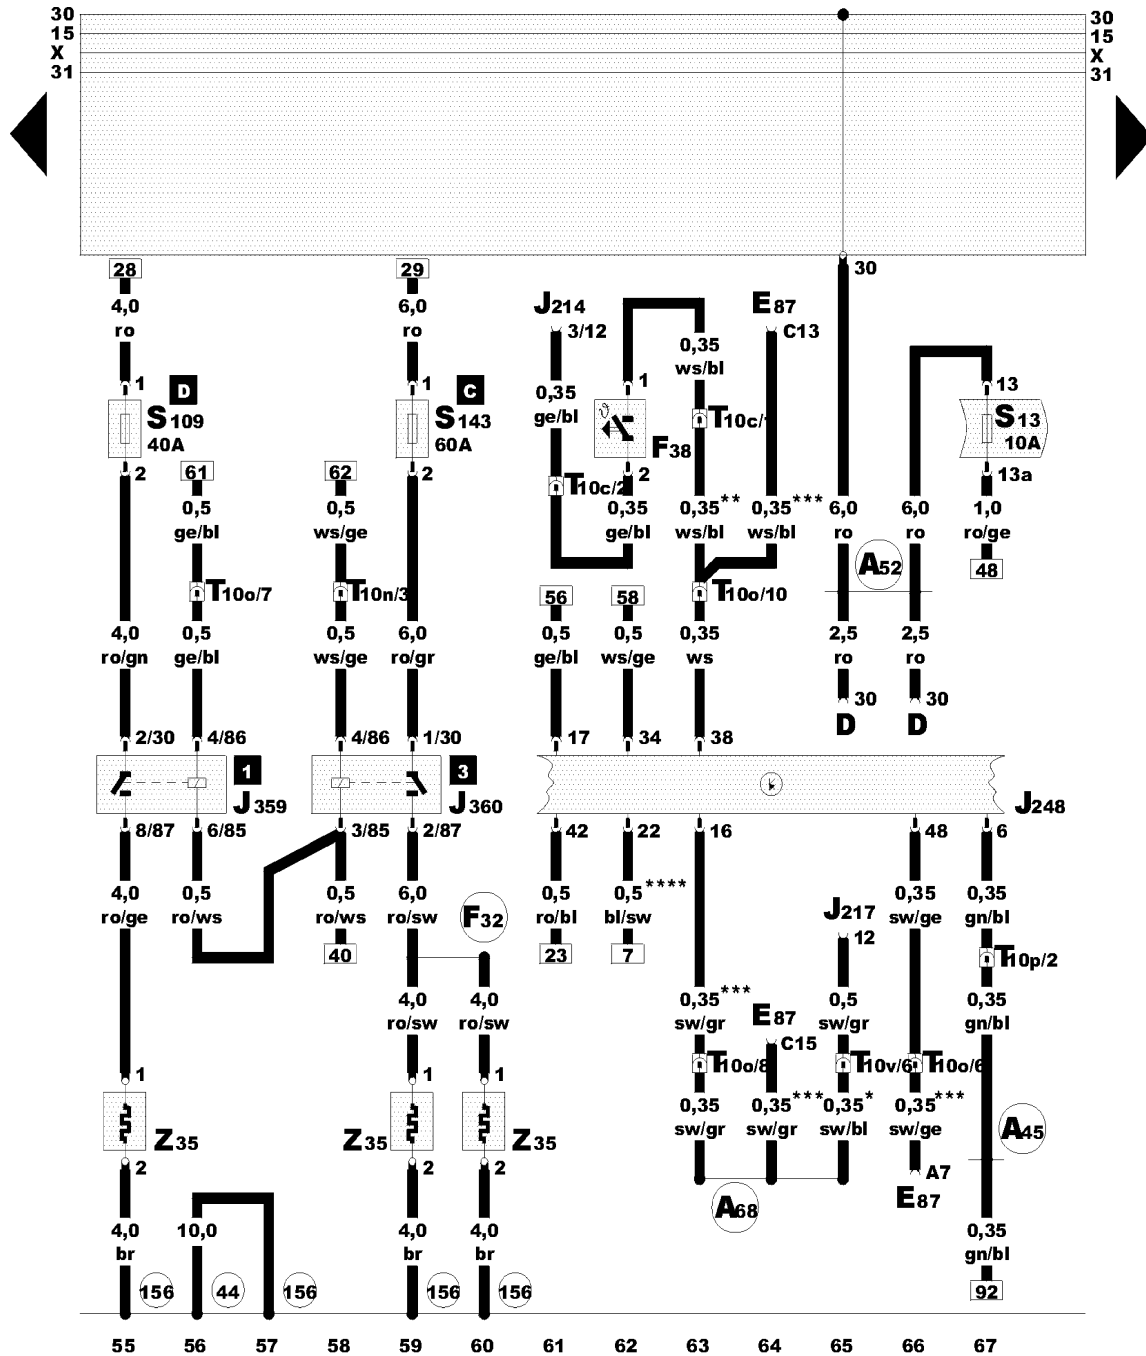 30 30
15 15
X X
31 31
28 29 30
4,0 6,0
ro ro
J214 E87
3/12 C13
0,35
ws/bl
1 D 1 C 1 13
0,35
ge/bl
S109 S143 T10c/ S13
40A 60A F38 10A
2 61 62 2 T10c/2 2 13a
0,5 0,5 0,35 0,35** 0,35*** 6,0 6,0 1,0
ge/bl ws/ge ge/bl ws/bl ws/bl ro ro ro/ge
A52 48
T10o/7 T10n/3 56 58 T10o/10
4,0 0,5 0,5 6,0 0,5 0,5 0,35 2,5 2,5
ro/gn ge/bl ws/ge ro/gr ge/bl ws/ge ws ro ro
30 30
D D
2/30 4/86 4/86 1/30 17 34 38
1 3
J359 J360 J248
8/87 6/85 3/85 2/87 42 22 16 48 6
4,0 0,5 0,5 6,0 0,5 0,5**** 0,35 0,35
ro/ge ro/ws ro/ws ro/sw ro/bl bl/sw sw/ge gn/bl
F32 J217
12
40 23 7 T10p/2
4,0 4,0 0,35*** 0,5 0,35
ro/sw ro/sw sw/gr sw/gr gn/bl
E87
C15
1 1 1 T10o/8 T10v/6 T10o/6
0,35 0,35*** 0,35* 0,35***
sw/gr sw/gr sw/bl sw/ge
Z35 Z35 Z35 A45
2 2 2 A7
E87
A68
4,0 10,0 4,0 4,0 0,35
br br br gn/bl
156 44 156 156 156 92
55 56 57 58 59 60 61 62 63 64 65 66 67